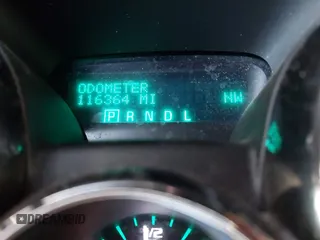 ODOMETER
116364 MI NW
P R N D L
1/2
DREAMBID